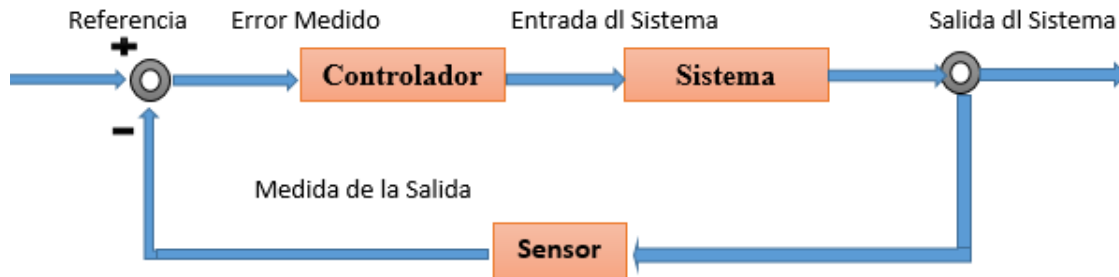 Referencia
Error Medido
Entrada dl Sistema
Salida dl Sistema
+
Controlador
Sistema
−
Medida de la Salida
Sensor